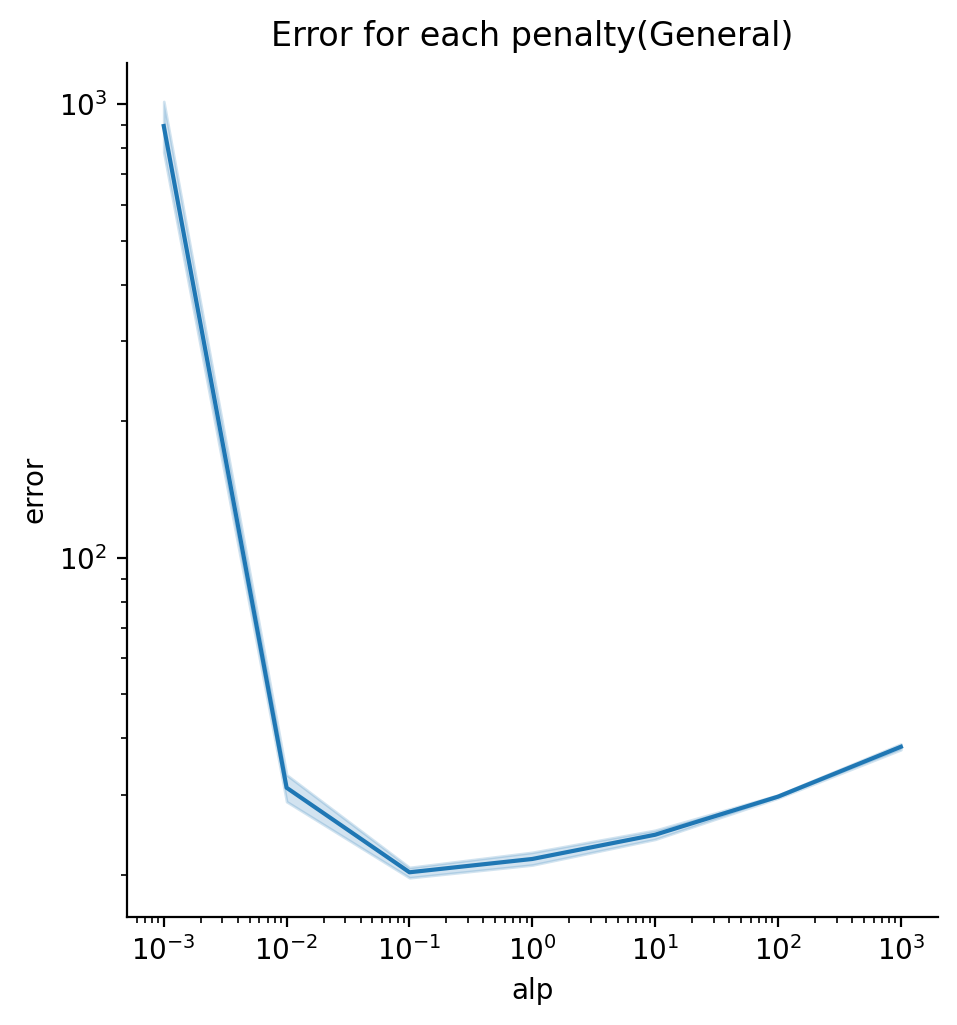 Error for each penalty(General)
error
10³
10²
10⁻³ 10⁻² 10⁻¹ 10⁰ 10¹ 10² 10³
alp